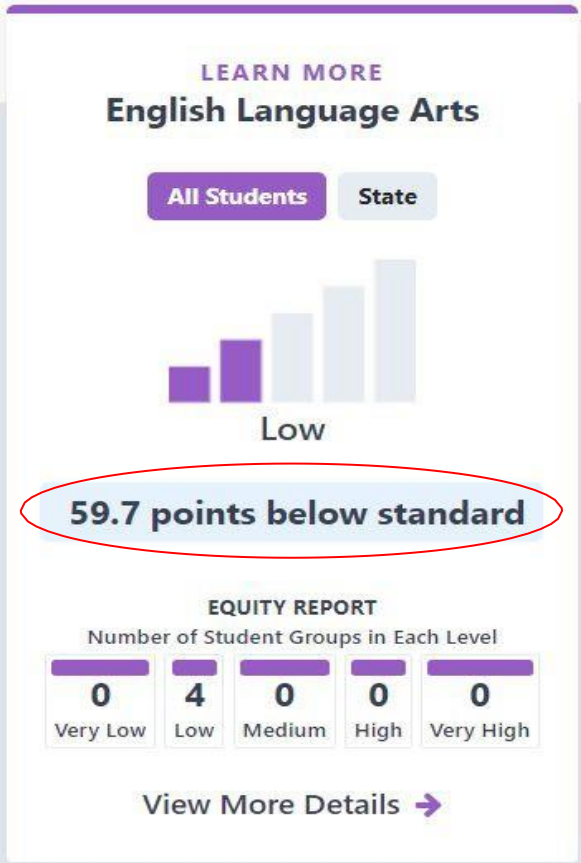 LEARN MORE
English Language Arts
All Students State
Low
59.7 points below standard
EQUITY REPORT
Number of Student Groups in Each Level
0 4 0 0 0
Very Low Low Medium High Very High
View More Details →